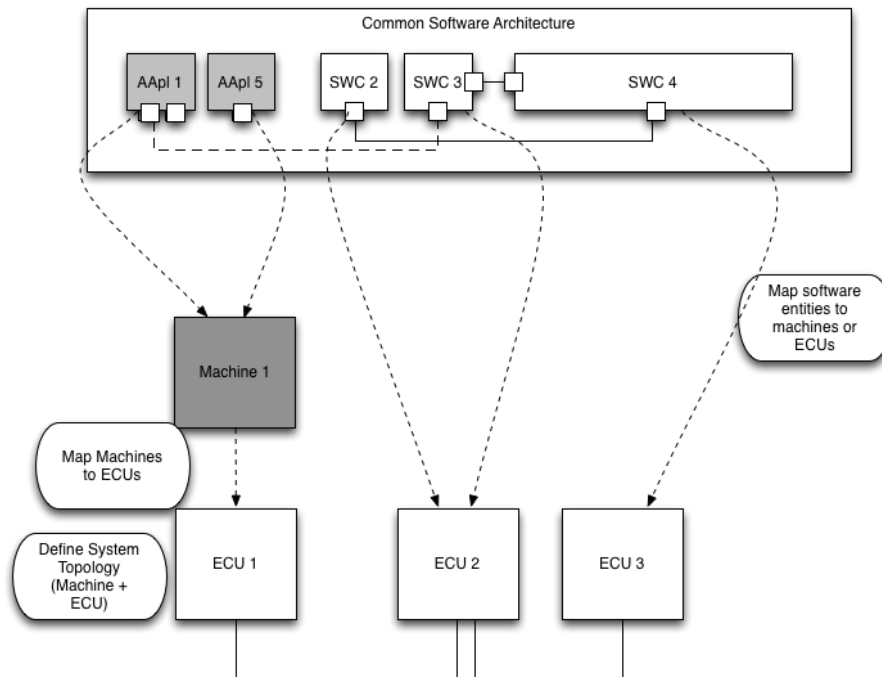 Common Software Architecture
AApl 1
AApl 5
SWC 2
SWC 3
SWC 4
Map software
entities to
machines or
ECUs
Machine 1
Map Machines
to ECUs
Define System
Topology
(Machine +
ECU)
ECU 1
ECU 2
ECU 3